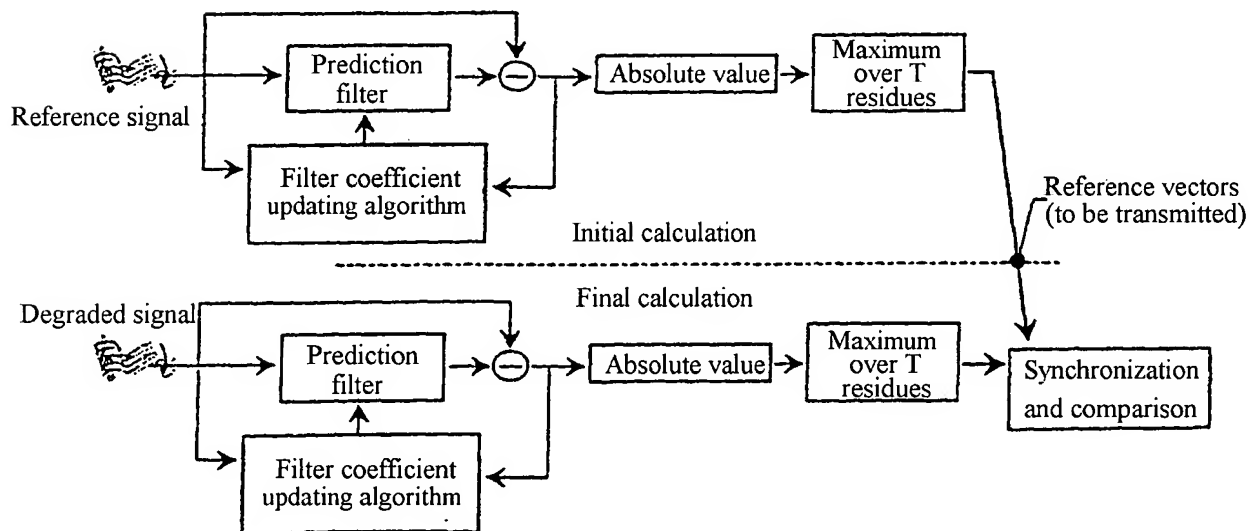 Reference signal
Prediction
filter
Absolute value
Maximum
over T
residues
Filter coefficient
updating algorithm
Reference vectors
(to be transmitted)
Initial calculation
Final calculation
Degraded signal
Prediction
filter
Absolute value
Maximum
over T
residues
Synchronization
and comparison
Filter coefficient
updating algorithm